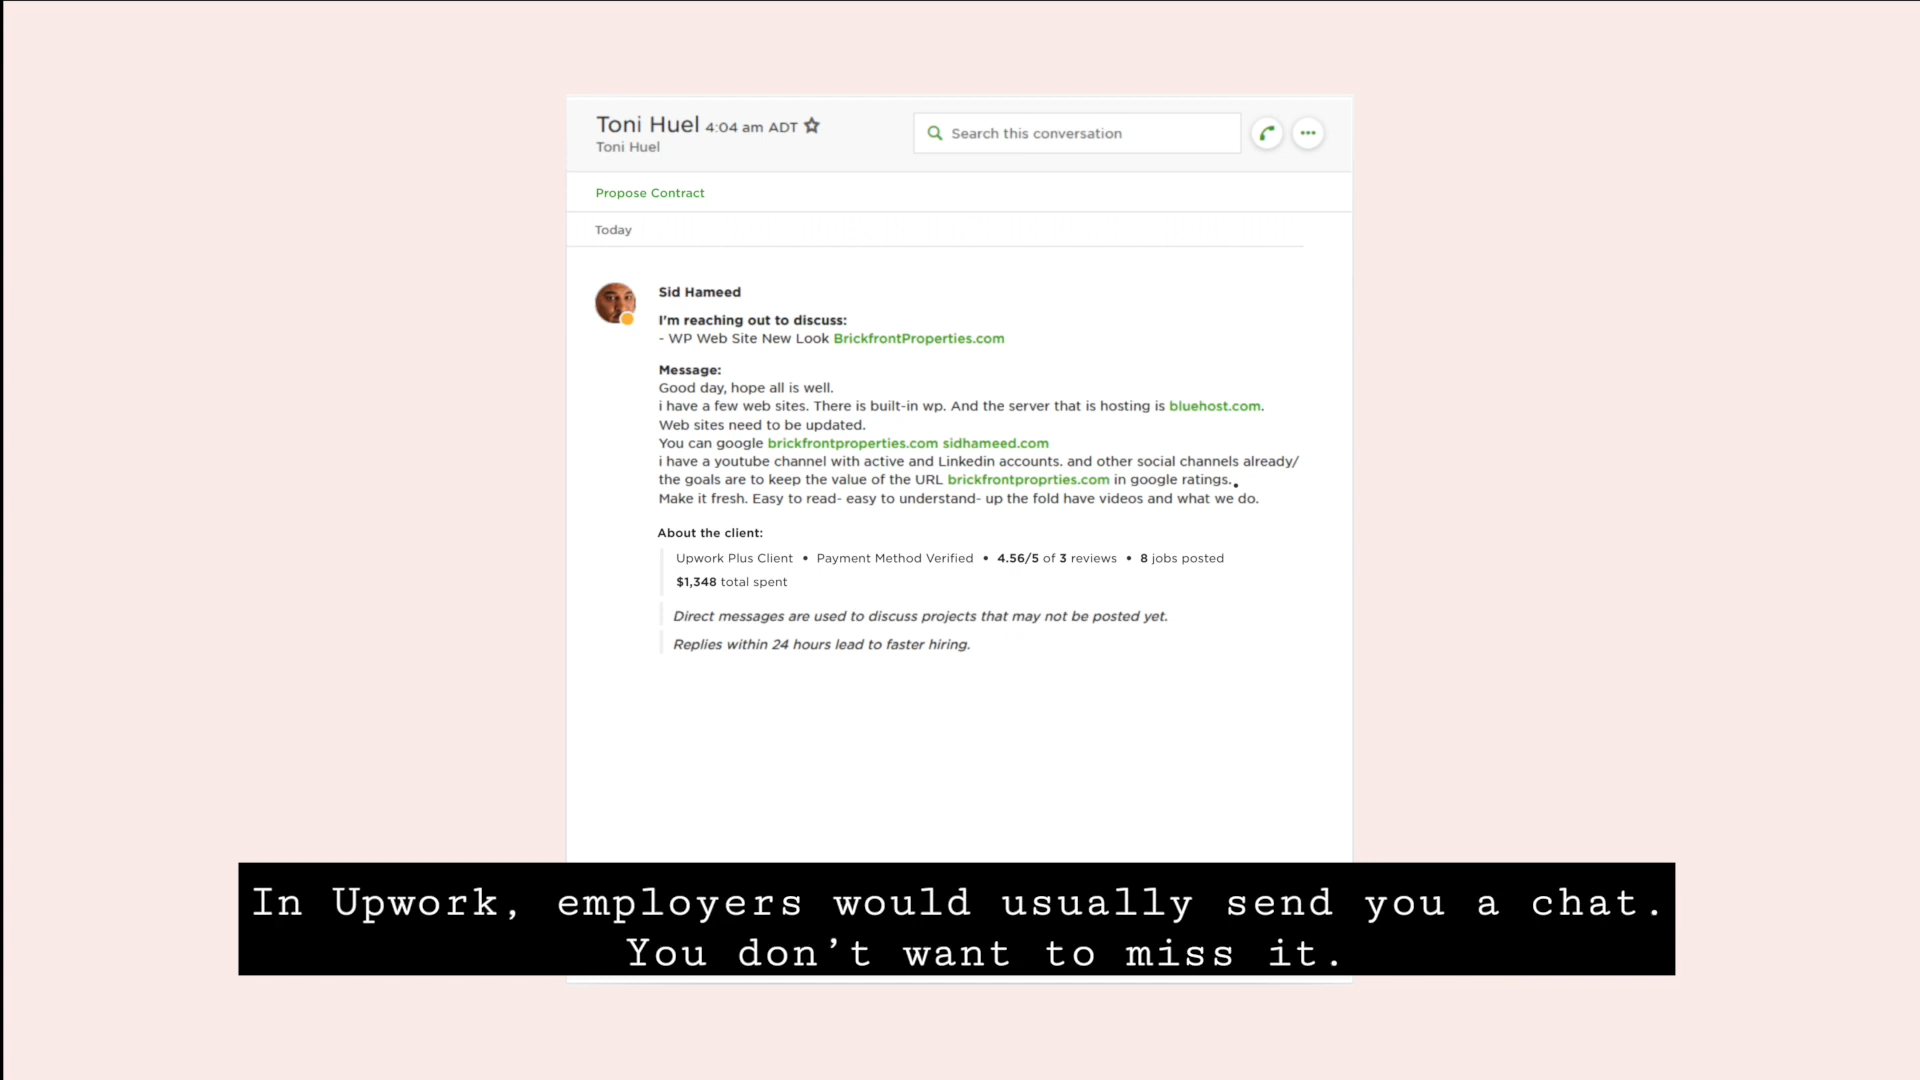 Toni Huel 4:04 am ADT
Toni Huel
Search this conversation
Propose Contract
Today
Sid Hameed
I'm reaching out to discuss:
- WP Web Site New Look BrickfrontProperties.com
Message:
Good day, hope all is well.
i have a few web sites. There is built-in wp. And the server that is hosting is bluehost.com.
Web sites need to be updated.
You can google brickfrontproperties.com sidhameed.com
i have a youtube channel with active and Linkedin accounts. and other social channels already/
the goals are to keep the value of the URL brickfrontproprties.com in google ratings..
Make it fresh. Easy to read- easy to understand- up the fold have videos and what we do.
About the client:
Upwork Plus Client • Payment Method Verified • 4.56/5 of 3 reviews • 8 jobs posted
$1,348 total spent
Direct messages are used to discuss projects that may not be posted yet.
Replies within 24 hours lead to faster hiring.
In Upwork, employers would usually send you a chat.
You don’t want to miss it.